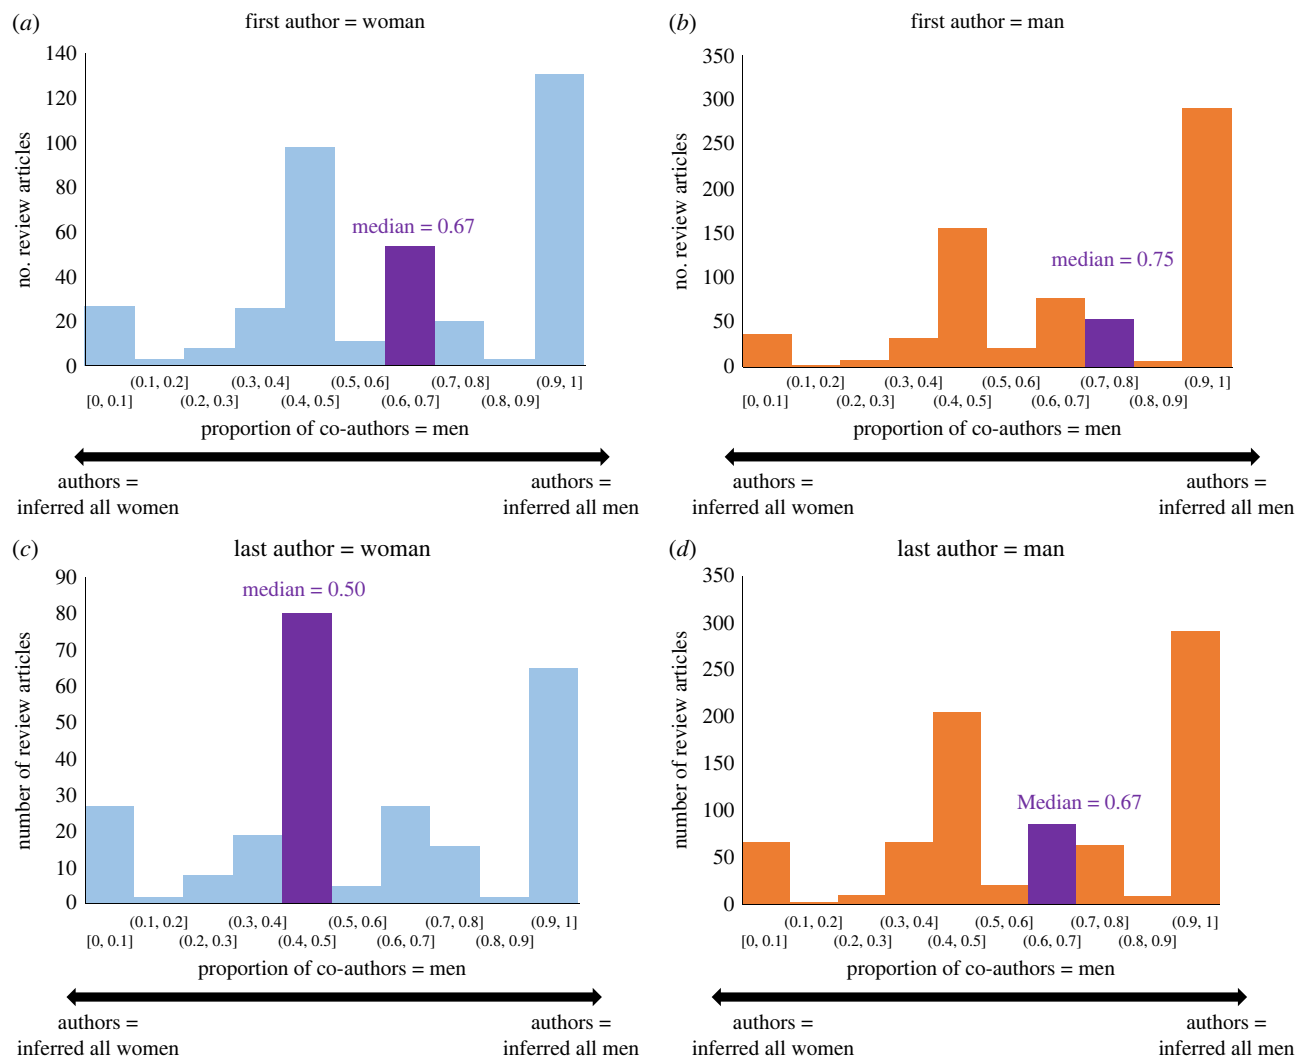 (a) first author = woman
140
120
100
80
60
40
20
0
no. review articles
median = 0.67
(0.1, 0.2] (0.3, 0.4] (0.5, 0.6] (0.7, 0.8] (0.9, 1]
[0, 0.1] (0.2, 0.3] (0.4, 0.5] (0.6, 0.7] (0.8, 0.9]
proportion of co-authors = men
authors = authors =
inferred all women inferred all men
(b) first author = man
350
300
250
200
150
100
50
0
no. review articles
median = 0.75
(0.1, 0.2] (0.3, 0.4] (0.5, 0.6] (0.7, 0.8] (0.9, 1]
[0, 0.1] (0.2, 0.3] (0.4, 0.5] (0.6, 0.7] (0.8, 0.9]
proportion of co-authors = men
authors = authors =
inferred all women inferred all men
(c) last author = woman
90
80
70
60
50
40
30
20
10
0
number of review articles
median = 0.50
(0.1, 0.2] (0.3, 0.4] (0.5, 0.6] (0.7, 0.8] (0.9, 1]
[0, 0.1] (0.2, 0.3] (0.4, 0.5] (0.6, 0.7] (0.8, 0.9]
proportion of co-authors = men
authors = authors =
inferred all women inferred all men
(d) last author = man
350
300
250
200
150
100
50
0
number of review articles
Median = 0.67
(0.1, 0.2] (0.3, 0.4] (0.5, 0.6] (0.7, 0.8] (0.9, 1]
[0, 0.1] (0.2, 0.3] (0.4, 0.5] (0.6, 0.7] (0.8, 0.9]
proportion of co-authors = men
authors = authors =
inferred all women inferred all men